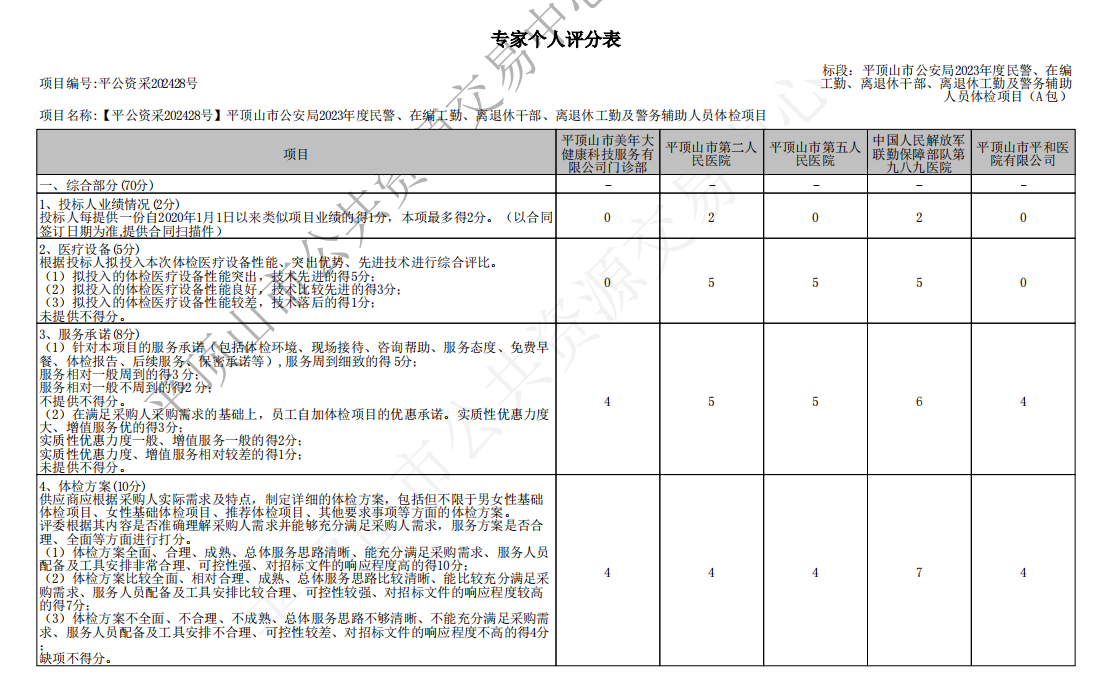 专家个人评分表
项目编号:平公资采202428号
标段：平顶山市公安局2023年度民警、在编
工勤、离退休干部、离退休工勤及警务辅助
人员体检项目（A包）
项目名称:【平公资采202428号】平顶山市公安局2023年度民警、在编工勤、离退休干部、离退休工勤及警务辅助人员体检项目
项目
平顶山市美年大
健康科技服务有
限公司门诊部
平顶山市第二人
民医院
平顶山市第五人
民医院
中国人民解放军
联勤保障部队第
九八九医院
平顶山市平和医
院有限公司
一、综合部分(70分)
– – – – –
1、投标人业绩情况(2分)
投标人每提供一份自2020年1月1日以来类似项目业绩的得1分，本项最多得2分。（以合同
签订日期为准,提供合同扫描件）
0 2 0 2 0
2、医疗设备(5分)
根据投标人拟投入本次体检医疗设备性能、突出优势、先进技术进行综合评比。
（1）拟投入的体检医疗设备性能突出，技术先进的得5分；
（2）拟投入的体检医疗设备性能良好，技术比较先进的得3分；
（3）拟投入的体检医疗设备性能较差，技术落后的得1分；
未提供不得分。
0 5 5 5 0
3、服务承诺(8分)
（1）针对本项目的服务承诺（包括体检环境、现场接待、咨询帮助、服务态度、免费早
餐、体检报告、后续服务、保密承诺等）,服务周到细致的得 5分；
服务相对一般周到的得3 分；
服务相对一般不周到的得2 分；
不提供不得分。
（2）在满足采购人采购需求的基础上，员工自加体检项目的优惠承诺。实质性优惠力度
大、增值服务优的得3分；
实质性优惠力度一般、增值服务一般的得2分；
实质性优惠力度、增值服务相对较差的得1分；
未提供不得分。
4 5 5 6 4
4、体检方案(10分)
供应商应根据采购人实际需求及特点，制定详细的体检方案，包括但不限于男女性基础
体检项目、女性基础体检项目、推荐体检项目、其他要求事项等方面的体检方案。
评委根据其内容是否准确理解采购人需求并能够充分满足采购人需求，服务方案是否合
理、全面等方面进行打分。
（1）体检方案全面、合理、成熟、总体服务思路清晰、能充分满足采购需求、服务人员
配备及工具安排非常合理、可控性强、对招标文件的响应程度高的得10分；
（2）体检方案比较全面、相对合理、成熟、总体服务思路比较清晰、能比较充分满足采
购需求、服务人员配备及工具安排比较合理、可控性较强、对招标文件的响应程度较高
的得7分；
（3）体检方案不全面、不合理、不成熟、总体服务思路不够清晰、不能充分满足采购需
求、服务人员配备及工具安排不合理、可控性较差、对招标文件的响应程度不高的得4分
；
缺项不得分。
4 4 4 7 4
平顶山市公共资源交易中心
平顶山市公共资源交易中心